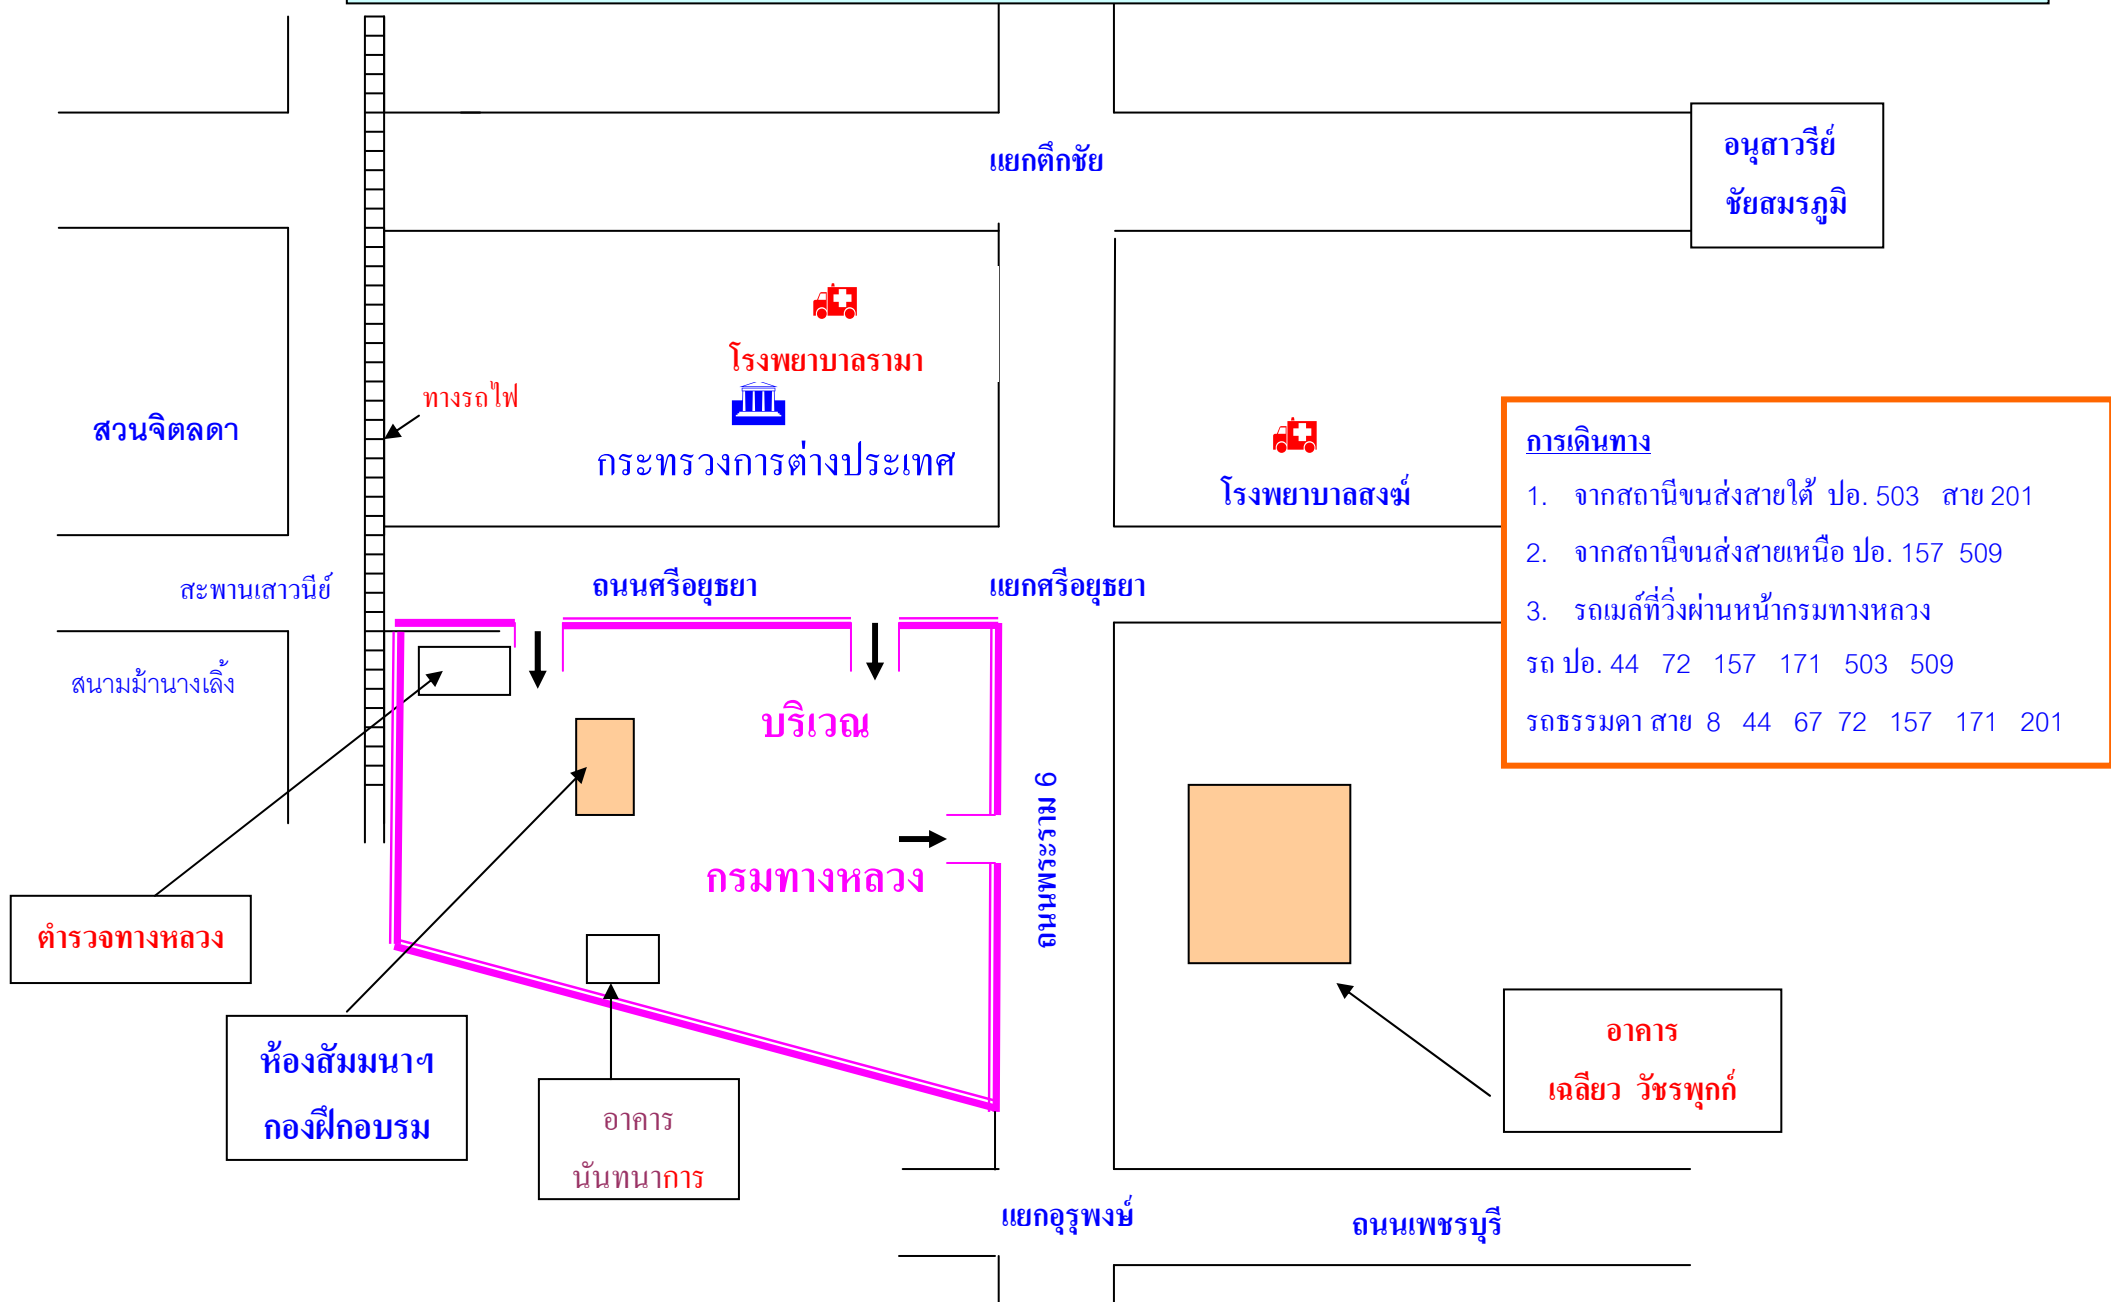 แยกตึกชัย
อนุสาวรีย์
ชัยสมรภูมิ
โรงพยาบาลรามา
ทางรถไฟ
สวนจิตลดา
กระทรวงการต่างประเทศ
โรงพยาบาลสงฆ์
การเดินทาง
1. จากสถานีขนส่งสายใต้ ปอ. 503 สาย 201
2. จากสถานีขนส่งสายเหนือ ปอ. 157 509
3. รถเมล์ที่วิ่งผ่านหน้ากรมทางหลวง
รถ ปอ. 44 72 157 171 503 509
รถธรรมดา สาย 8 44 67 72 157 171 201
สะพานเสาวนีย์
ถนนศรีอยุธยา
แยกศรีอยุธยา
สนามม้านางเลิ้ง
บริเวณ
กรมทางหลวง
ถนนพระราม 6
ตำรวจทางหลวง
ห้องสัมมนาฯ
กองฝึกอบรม
อาคาร
นันทนาการ
อาคาร
เฉลียว วัชรพุกก์
แยกอุรุพงษ์
ถนนเพชรบุรี